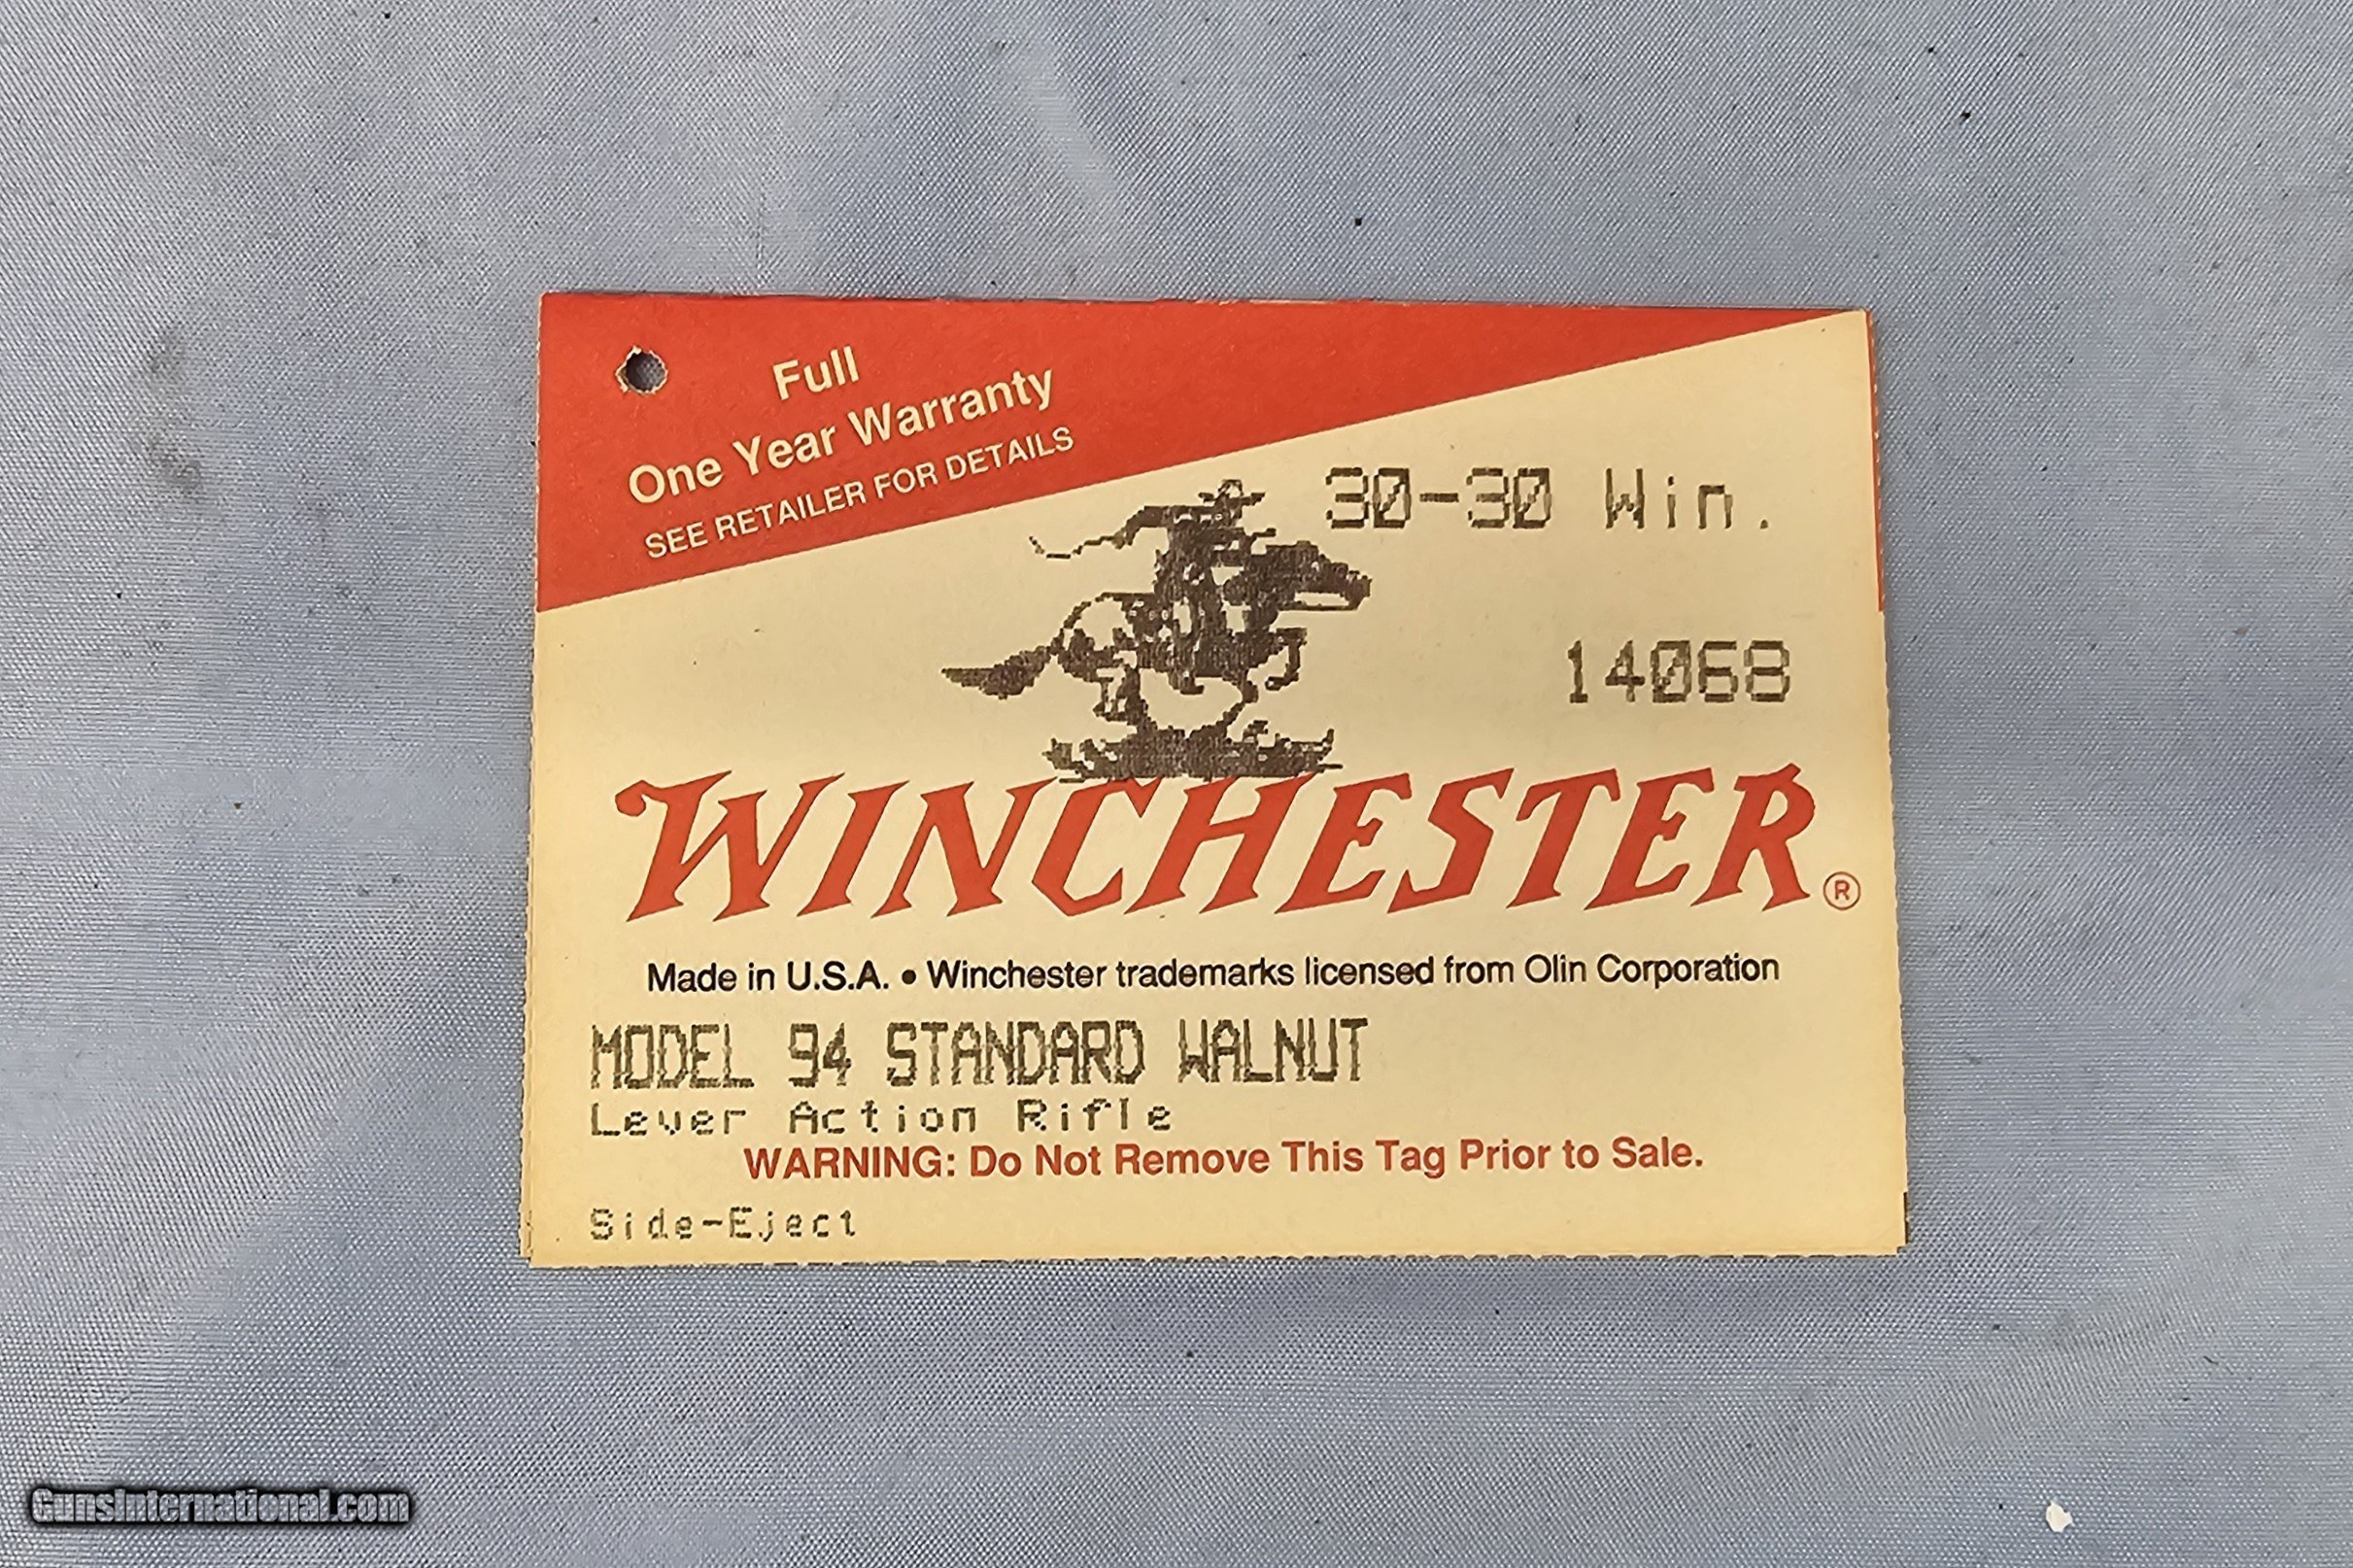 Full
One Year Warranty
SEE RETAILER FOR DETAILS
30-30 Win.
14068
WINCHESTER®
Made in U.S.A. • Winchester trademarks licensed from Olin Corporation
MODEL 94 STANDARD WALNUT
Lever Action Rifle
WARNING: Do Not Remove This Tag Prior to Sale.
Side-Eject
GunsInternational.com